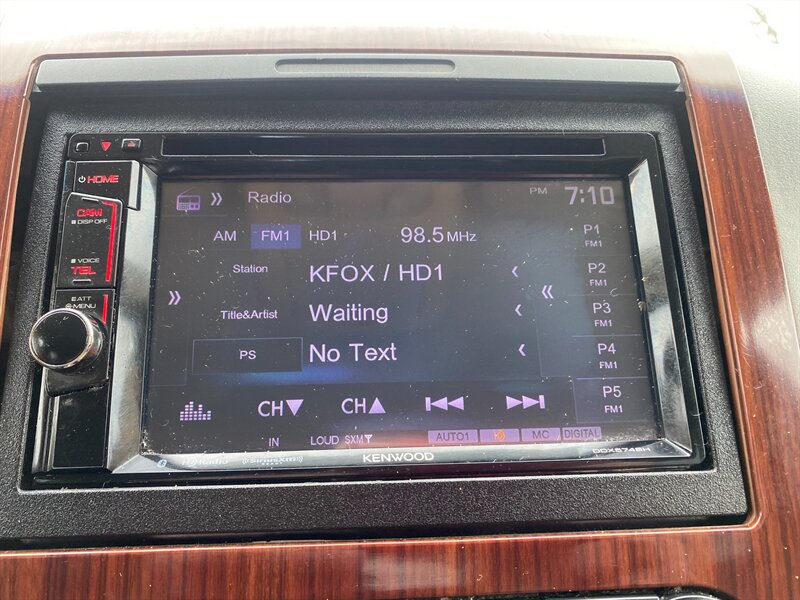 HOME
CAM
DISP OFF
VOICE
TEL
ATT
MENU
Radio
PM 7:10
AM FM1 HD1 98.5 MHz
Station KFOX / HD1
Title&Artist Waiting
PS No Text
P1
FM1
P2
FM1
P3
FM1
P4
FM1
P5
FM1
CH▼ CH▲
IN LOUD SXM AUTO1 MC DIGITAL
KENWOOD